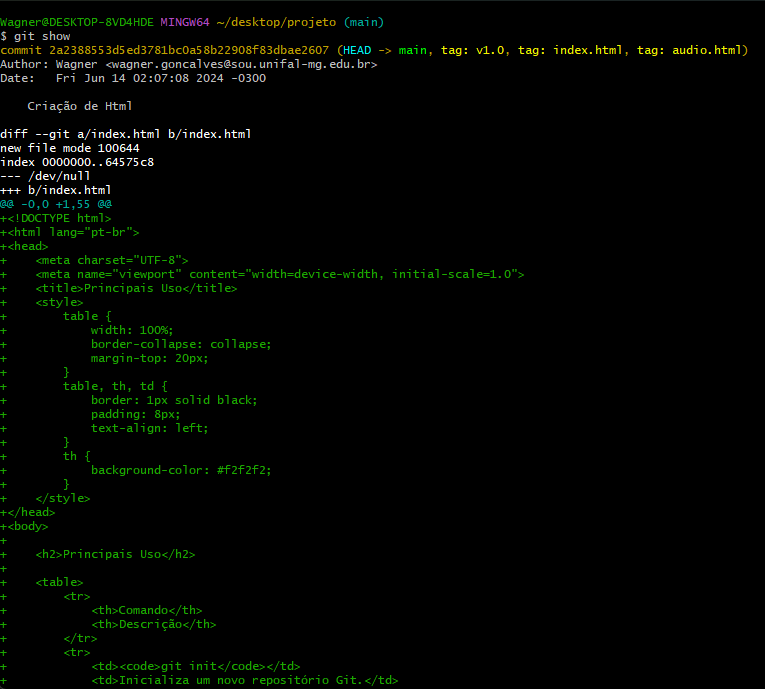 Wagner@DESKTOP-8VD4HDE MINGW64 ~/desktop/projeto (main)
$ git show
commit 2a2388553d5ed3781bc0a58b22908f83dbae2607 (HEAD -> main, tag: v1.0, tag: index.html, tag: audio.html)
Author: Wagner <wagner.goncalves@sou.unifal-mg.edu.br>
Date:   Fri Jun 14 02:07:08 2024 -0300

    Criação de Html

diff --git a/index.html b/index.html
new file mode 100644
index 0000000..64575c8
--- /dev/null
+++ b/index.html
@@ -0,0 +1,55 @@
+<!DOCTYPE html>
+<html lang="pt-br">
+<head>
+    <meta charset="UTF-8">
+    <meta name="viewport" content="width=device-width, initial-scale=1.0">
+    <title>Principais Uso</title>
+    <style>
+        table {
+            width: 100%;
+            border-collapse: collapse;
+            margin-top: 20px;
+        }
+        table, th, td {
+            border: 1px solid black;
+            padding: 8px;
+            text-align: left;
+        }
+        th {
+            background-color: #f2f2f2;
+        }
+    </style>
+</head>
+<body>
+
+    <h2>Principais Uso</h2>
+
+    <table>
+        <tr>
+            <th>Comando</th>
+            <th>Descrição</th>
+        </tr>
+        <tr>
+            <td><code>git init</code></td>
+            <td>Inicializa um novo repositório Git.</td>